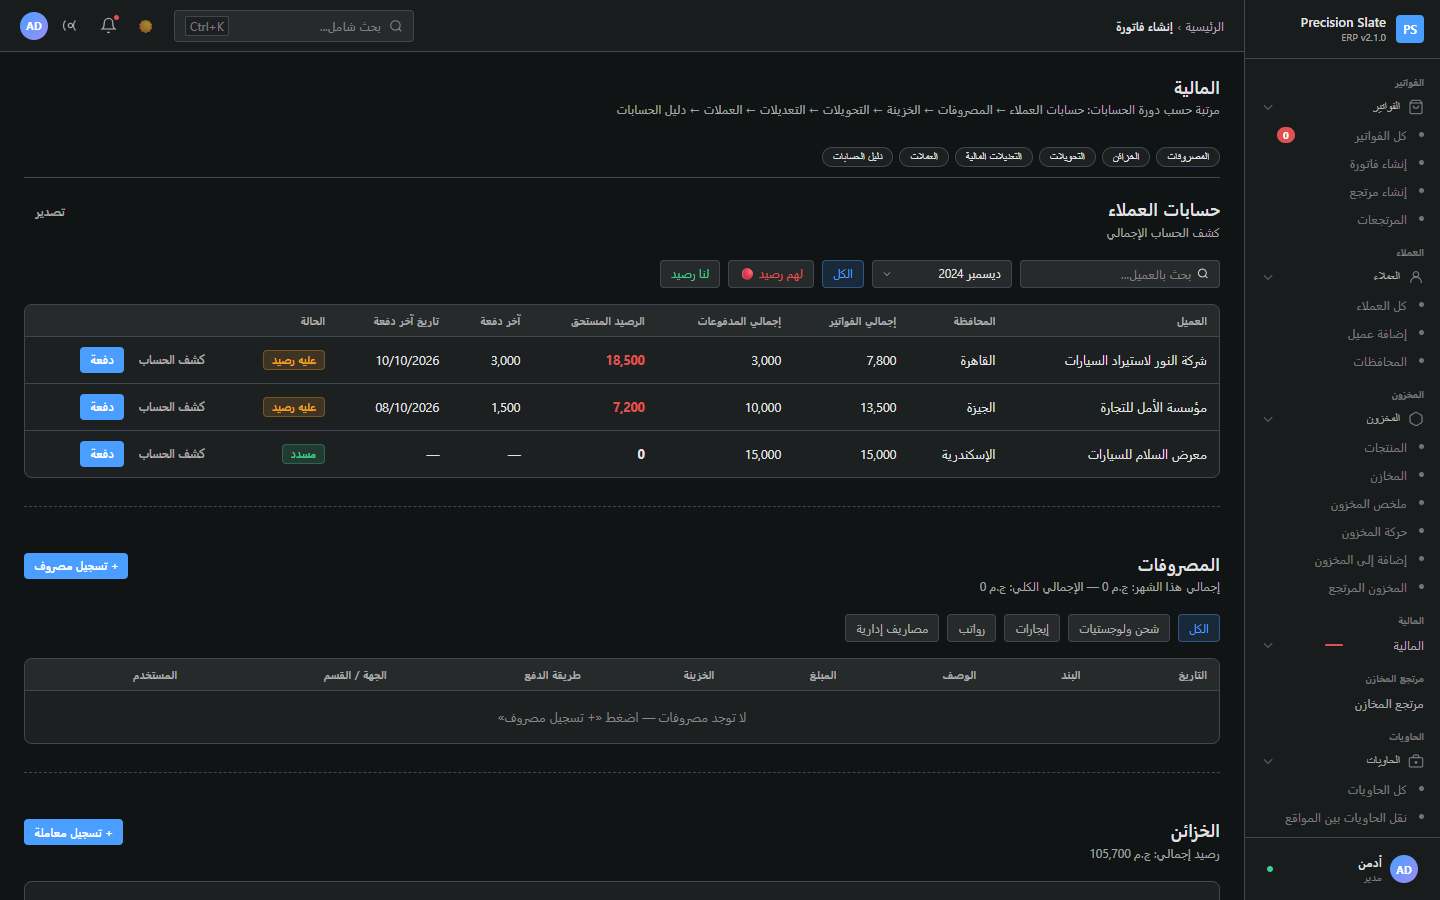 PS
Precision Slate
ERP v2.1.0
الرئيسية › إنشاء فاتورة
بحث شامل... Ctrl+K
AD
الفواتير
الفواتير
كل الفواتير 0
إنشاء فاتورة
إنشاء مرتجع
المرتجعات
العملاء
العملاء
كل العملاء
إضافة عميل
المحافظات
المخزون
المخزون
المنتجات
المخازن
ملخص المخزون
حركة المخزون
إضافة إلى المخزون
المخزون المرتجع
المالية
المالية —
مرتجع المخازن
مرتجع المخازن
الحاويات
الحاويات
كل الحاويات
نقل الحاويات بين المواقع
AD
أدمن
مدير
المالية
مرتبة حسب دورة الحسابات: حسابات العملاء ← المصروفات ← الخزينة ← التحويلات ← التعديلات ← العملات ← دليل الحسابات
المصروفات الخزائن التحويلات التعديلات المالية العملات دليل الحسابات
حسابات العملاء
تصدير
كشف الحساب الإجمالي
بحث بالعميل... ديسمبر 2024 الكل لهم رصيد لنا رصيد
العميل المحافظة إجمالي الفواتير إجمالي المدفوعات الرصيد المستحق آخر دفعة تاريخ آخر دفعة الحالة
شركة النور لاستيراد السيارات القاهرة 7,800 3,000 18,500 3,000 10/10/2026 عليه رصيد كشف الحساب دفعة
مؤسسة الأمل للتجارة الجيزة 13,500 10,000 7,200 1,500 08/10/2026 عليه رصيد كشف الحساب دفعة
معرض السلام للسيارات الإسكندرية 15,000 15,000 0 — — مسدد كشف الحساب دفعة
المصروفات
+ تسجيل مصروف
إجمالي هذا الشهر: ج.م 0 — الإجمالي الكلي: ج.م 0
الكل شحن ولوجستيات إيجارات رواتب مصاريف إدارية
التاريخ البند الوصف المبلغ الخزينة طريقة الدفع الجهة / القسم المستخدم
لا توجد مصروفات — اضغط «+ تسجيل مصروف»
الخزائن
+ تسجيل معاملة
رصيد إجمالي: ج.م 105,700